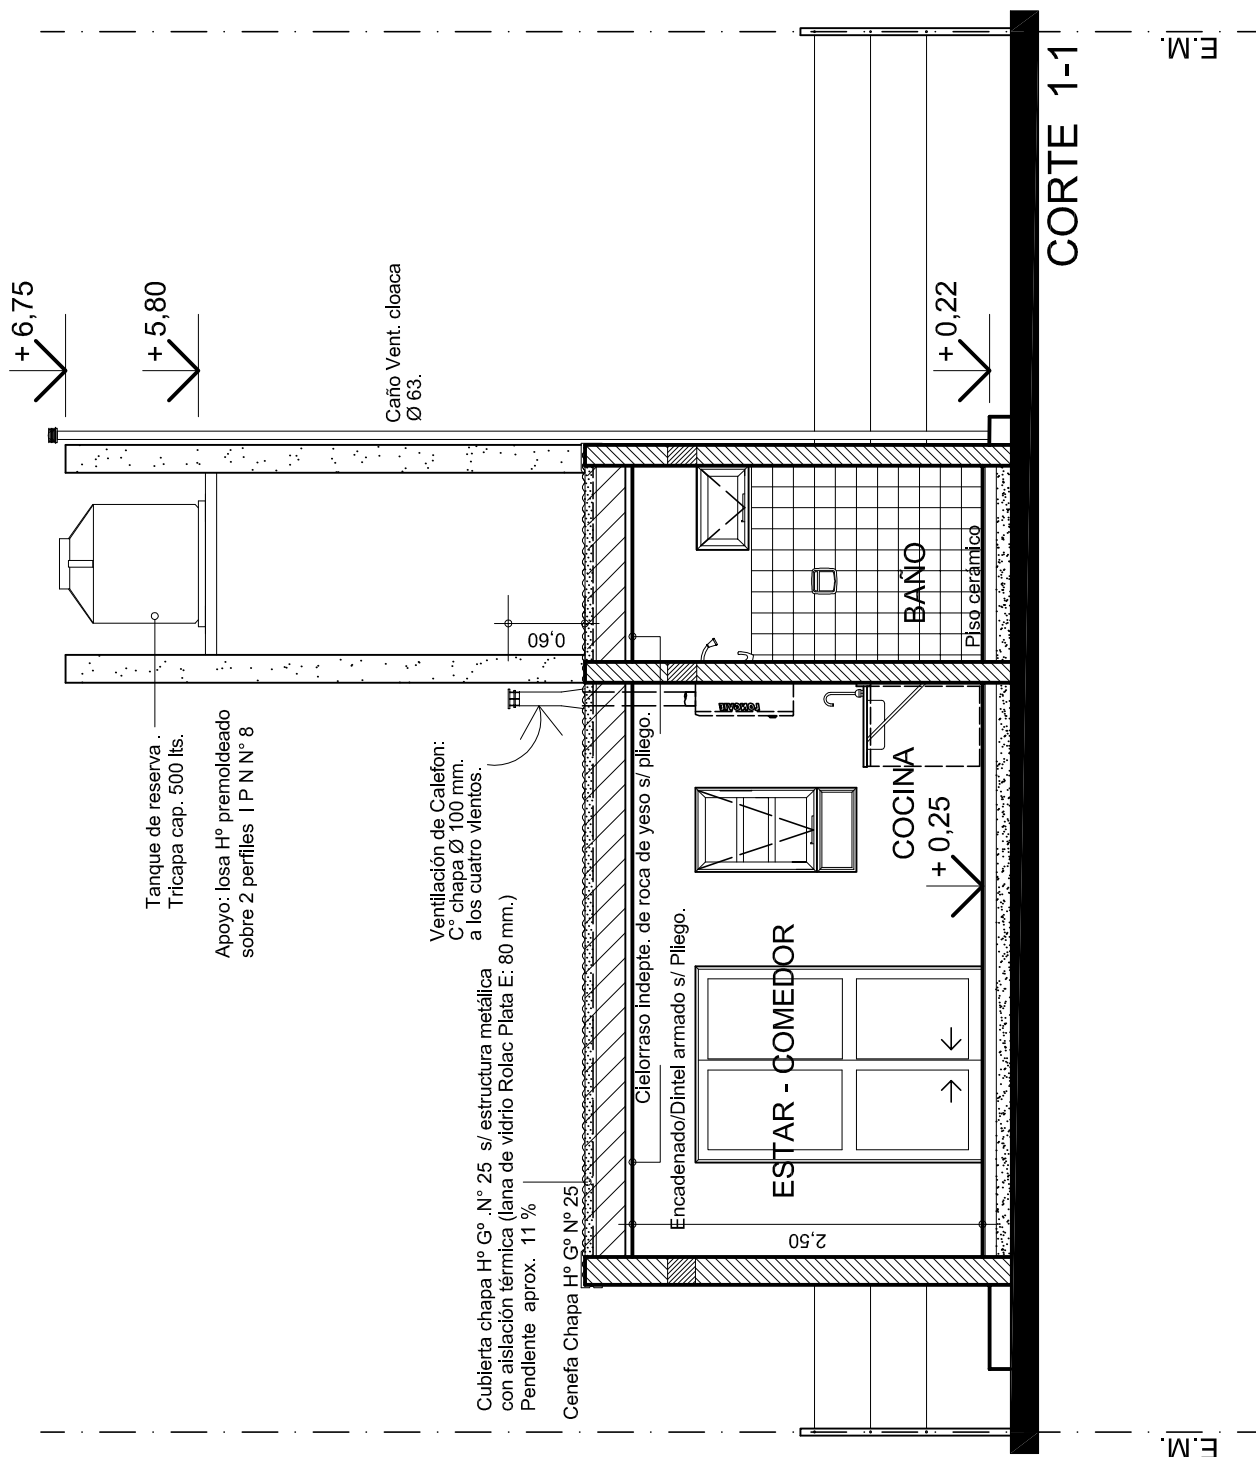 E.M.
E.M.
+ 6,75
+ 5,80
+ 0,22
Caño Vent. cloaca
Ø 63.
Tanque de reserva .
Tricapa cap. 500 lts.
Apoyo: losa Hº premoldeado
sobre 2 perfiles I P N N° 8
Ventilación de Calefon:
C° chapa Ø 100 mm.
a los cuatro vientos.
0,60
Cubierta chapa Hº Gº .N° 25 s/ estructura metálica
con aislación térmica (lana de vidrio Rolac Plata E: 80 mm.)
Pendiente aprox. 11 %
Cenefa Chapa Hº Gº Nº 25
Cielorraso indepte. de roca de yeso s/ pliego.
Encadenado/Dintel armado s/ Pliego.
2,50
ESTAR - COMEDOR
COCINA
+ 0,25
BAÑO
Piso cerámico
CORTE 1-1